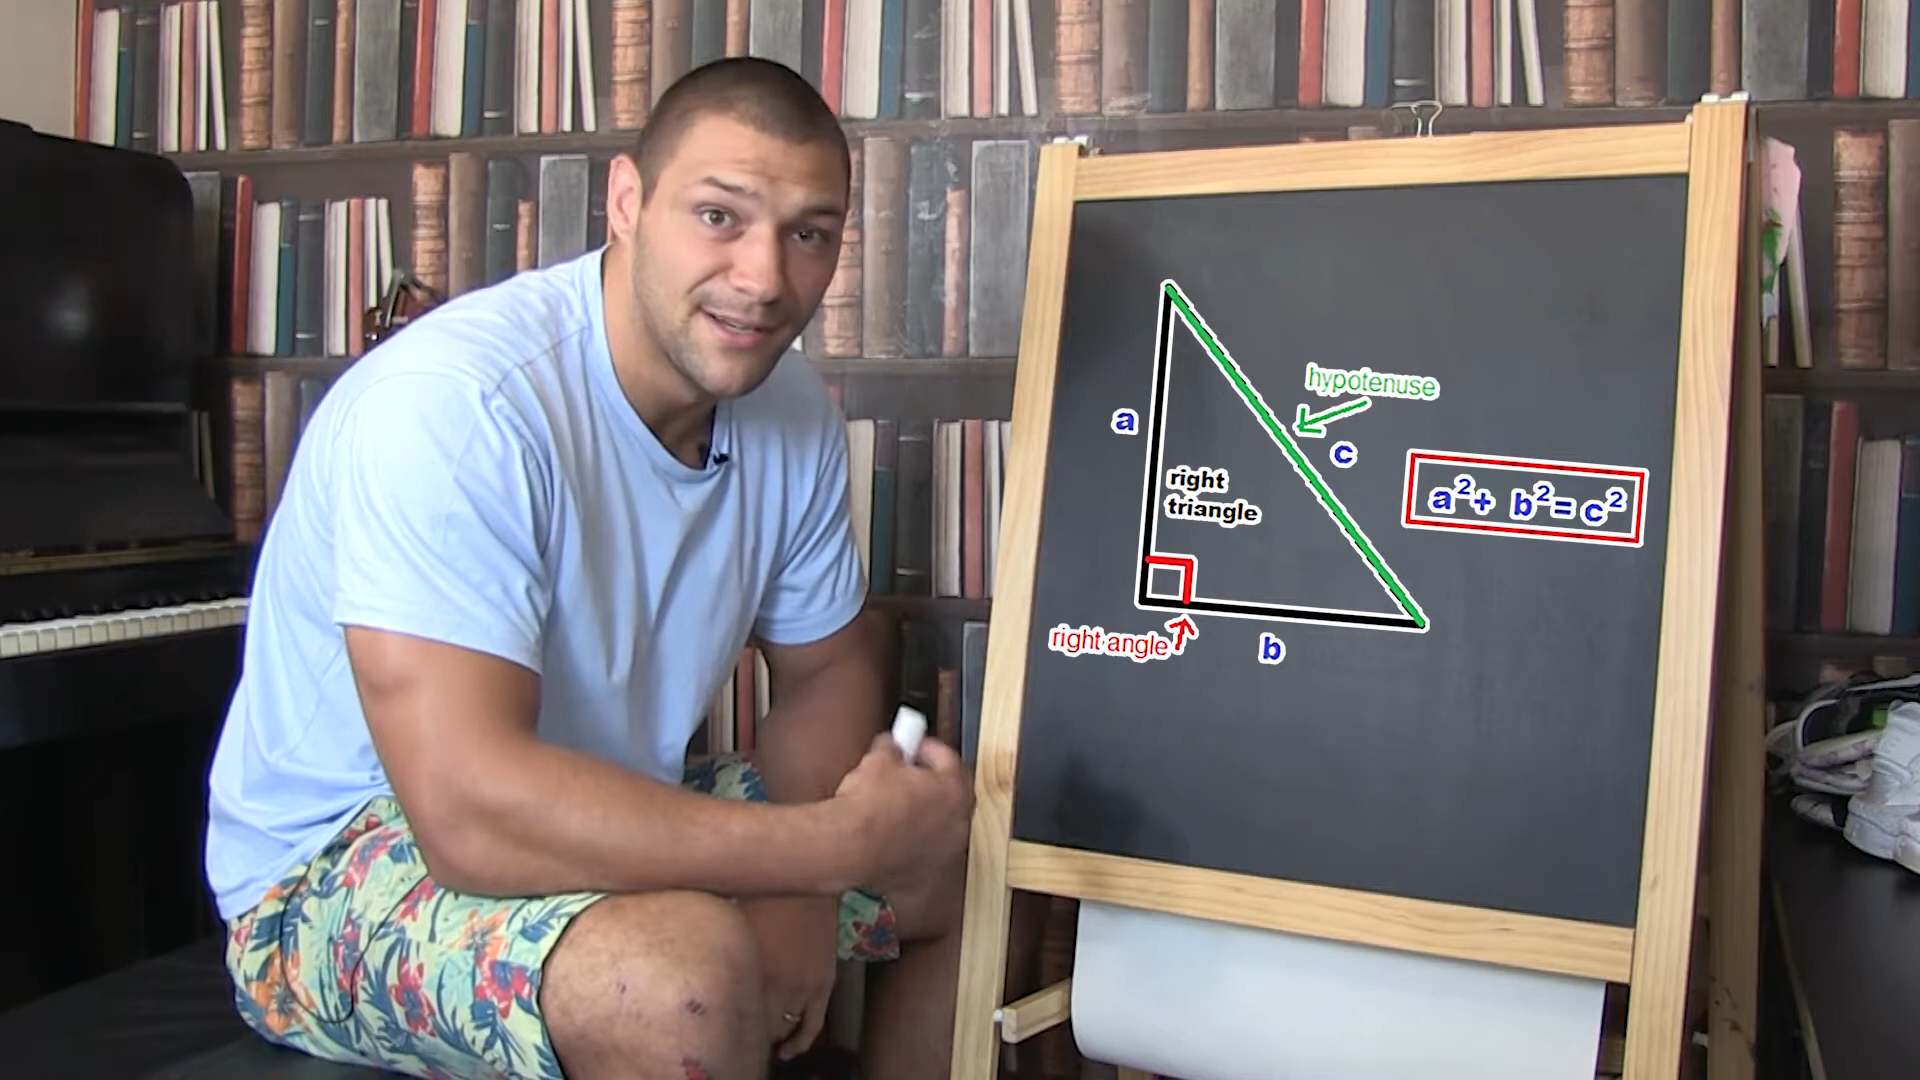 hypotenuse
a
c
right
triangle
a²+ b²=c²
right angle
b